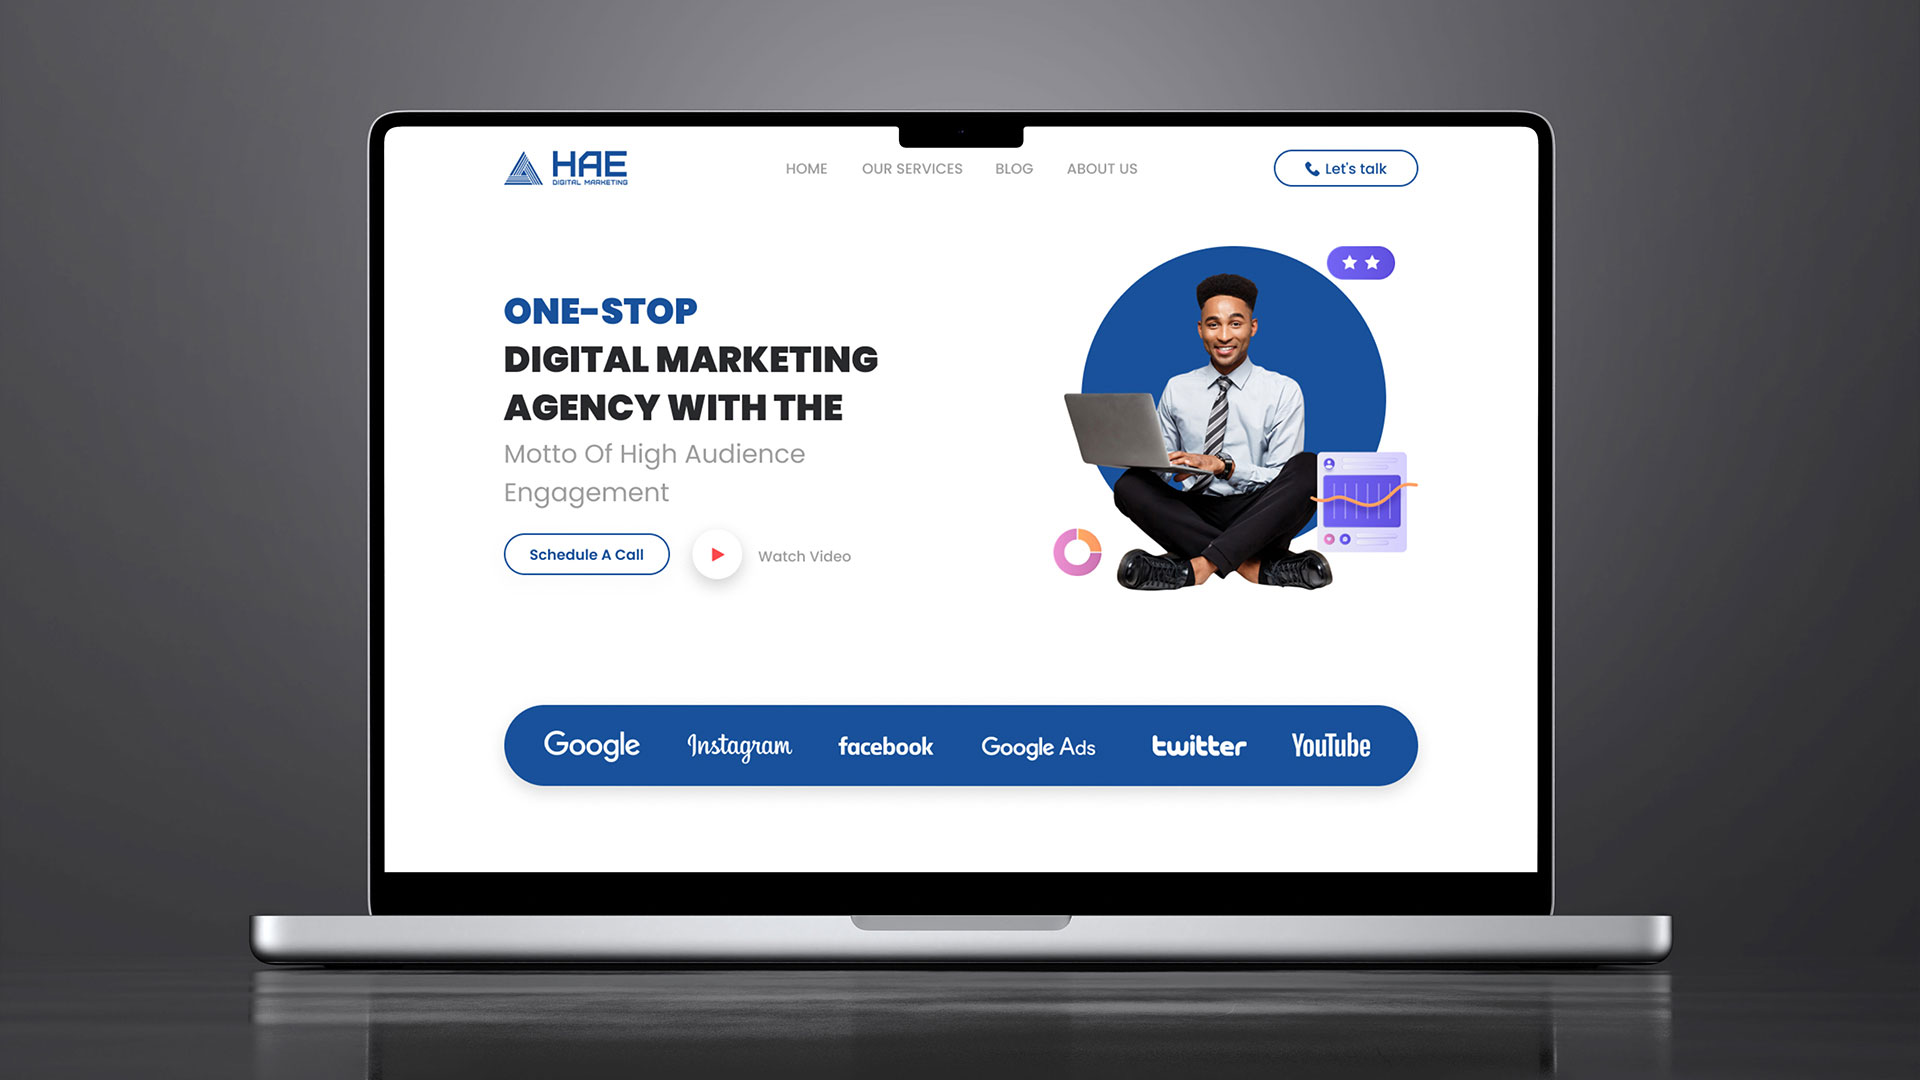 HAE
DIGITAL MARKETING
HOME OUR SERVICES BLOG ABOUT US
Let's talk
ONE-STOP
DIGITAL MARKETING
AGENCY WITH THE
Motto Of High Audience
Engagement
Schedule A Call
Watch Video
Google Instagram facebook Google Ads twitter YouTube